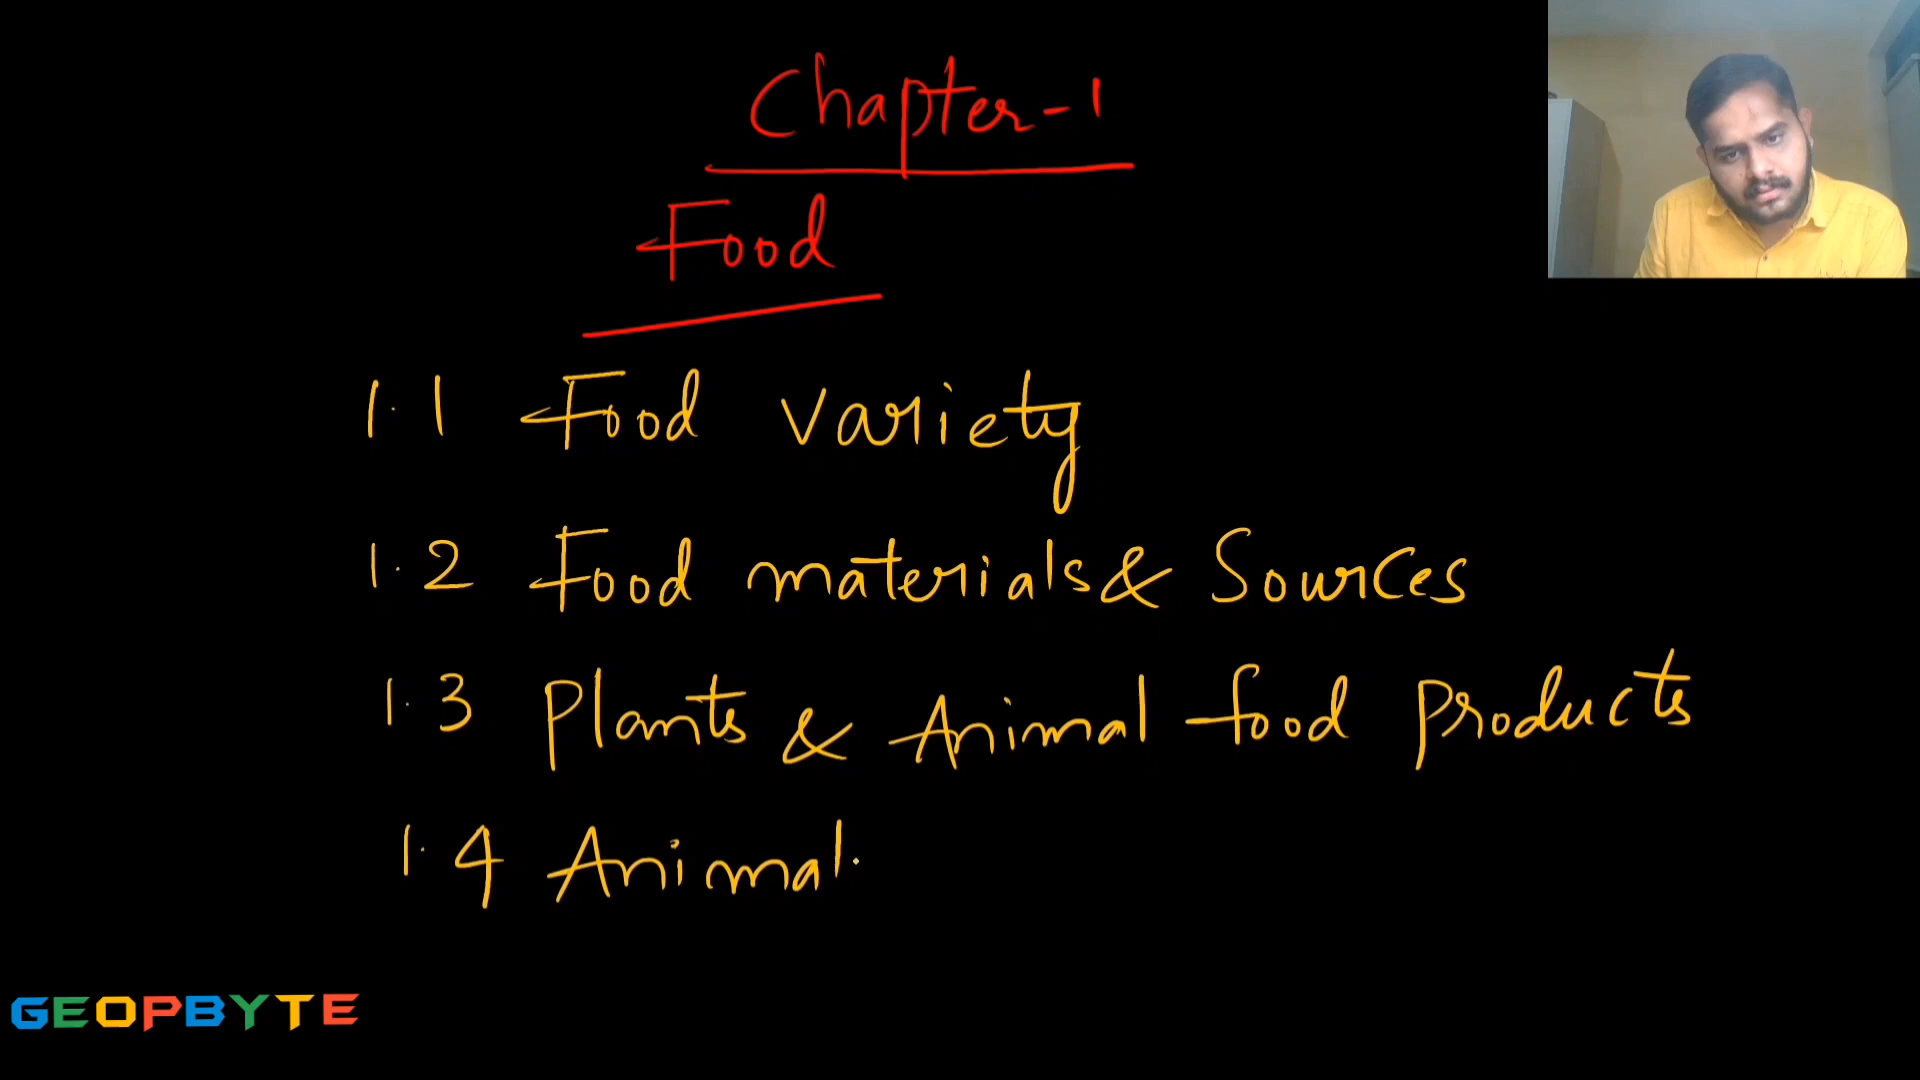 Chapter-1
Food
1.1 Food variety
1.2 Food materials & Sources
1.3 Plants & Animal food products
1.4 Animal
GEOPBYTE